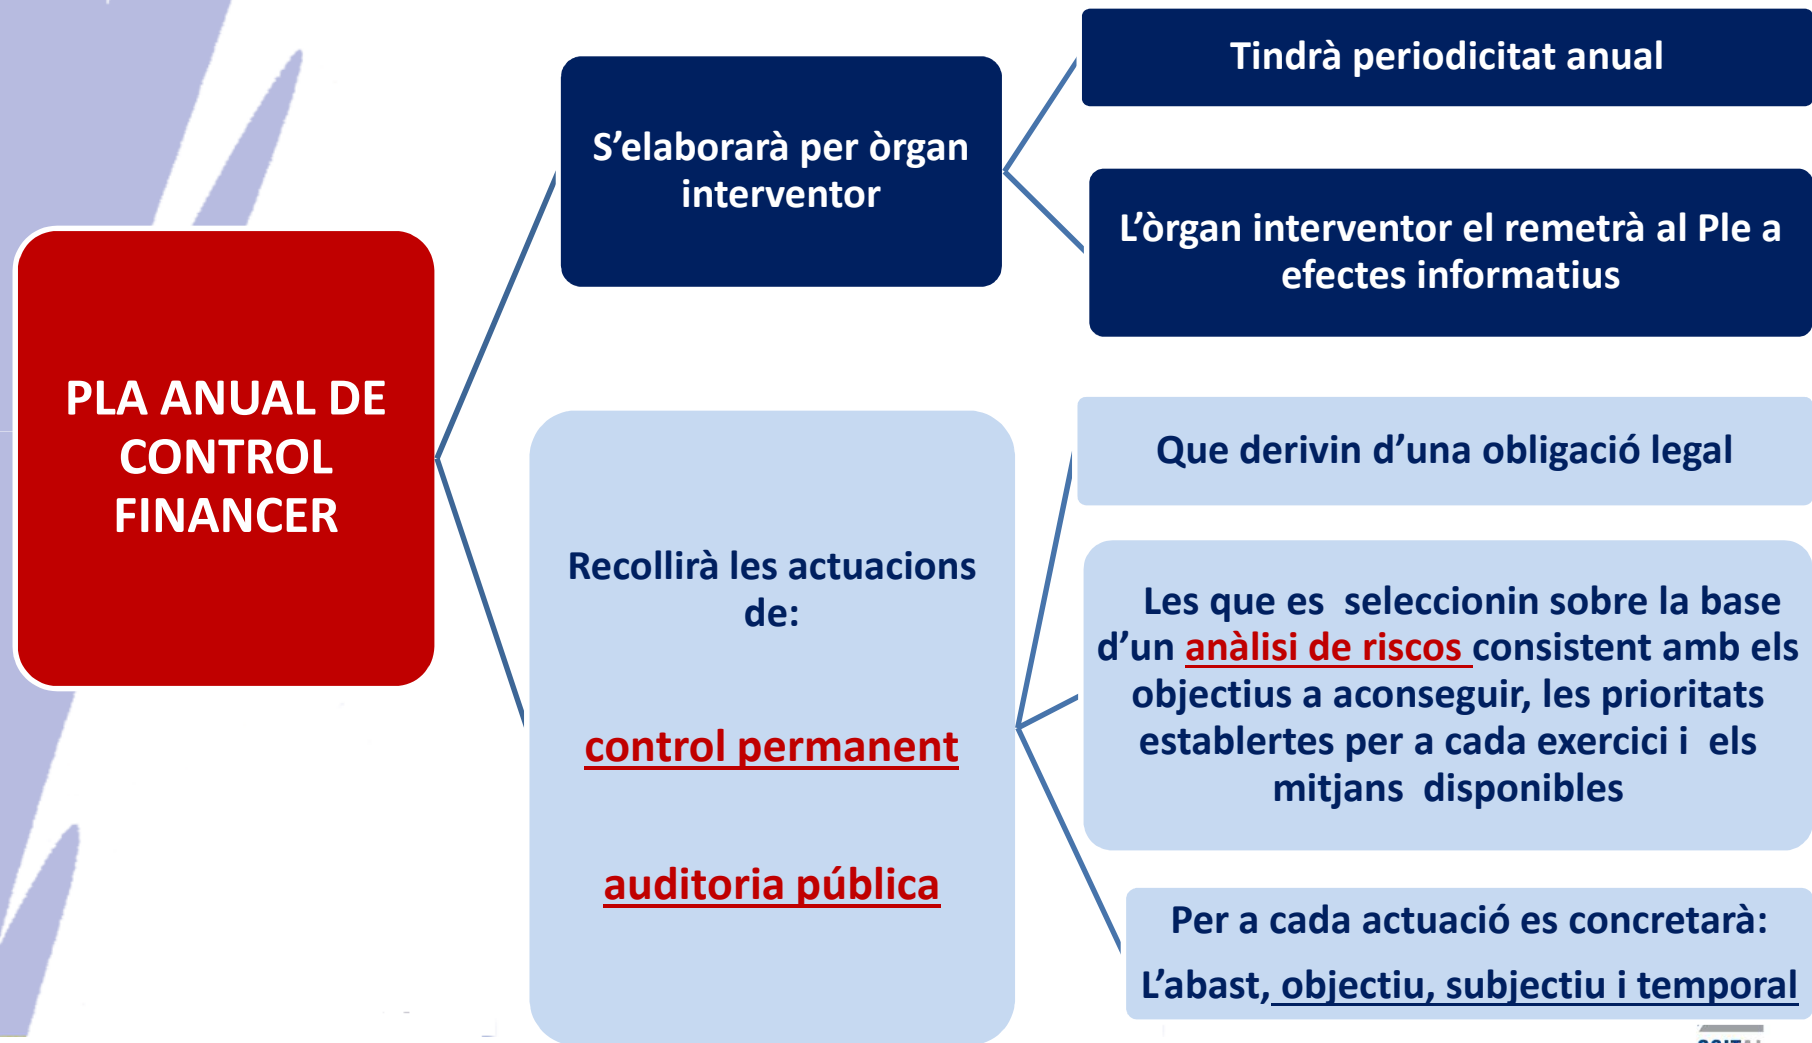 PLA ANUAL DE
CONTROL
FINANCER
S’elaborarà per òrgan
interventor
Tindrà periodicitat anual
L’òrgan interventor el remetrà al Ple a
efectes informatius
Recollirà les actuacions
de:
control permanent
auditoria pública
Que derivin d’una obligació legal
Les que es seleccionin sobre la base
d’un anàlisi de riscos consistent amb els
objectius a aconseguir, les prioritats
establertes per a cada exercici i els
mitjans disponibles
Per a cada actuació es concretarà:
L’abast, objectiu, subjectiu i temporal